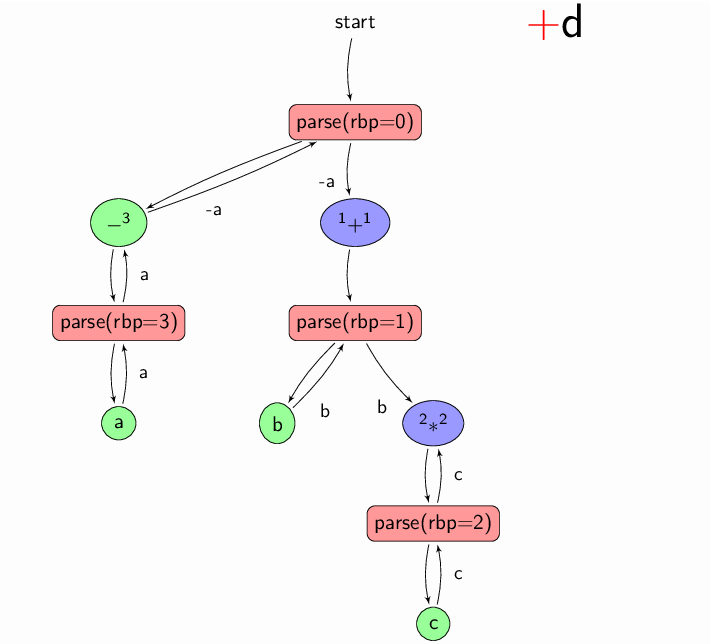 start
+d
parse(rbp=0)
-a
-a
−³
¹+¹
a
parse(rbp=3)
parse(rbp=1)
a
b
b
a
b
²*²
c
parse(rbp=2)
c
c